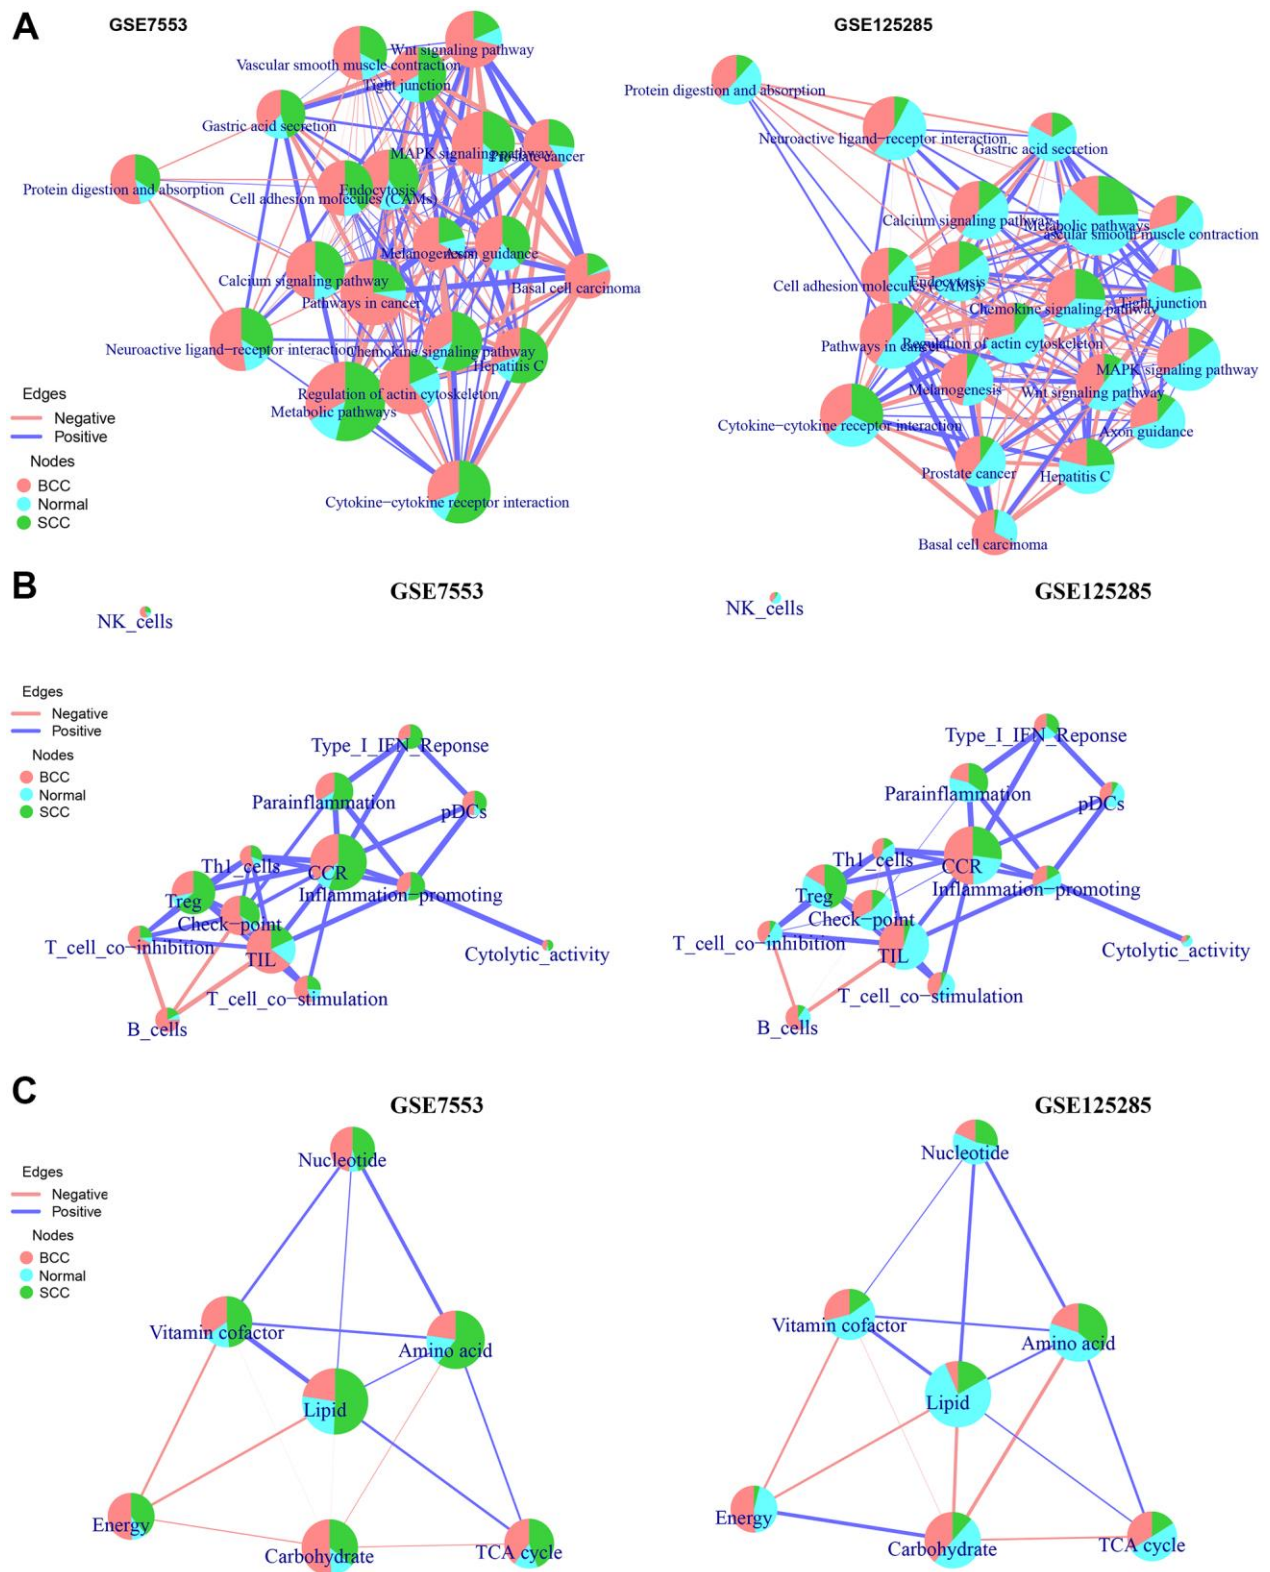 A
GSE7553
GSE125285
Wnt signaling pathway
Vascular smooth muscle contraction
Tight junction
Gastric acid secretion
MAPK signaling pathway
Prostate cancer
Protein digestion and absorption
Endocytosis
Cell adhesion molecules (CAMs)
Melanogenesis
Axon guidance
Calcium signaling pathway
Basal cell carcinoma
Pathways in cancer
Neuroactive ligand−receptor interaction
Chemokine signaling pathway
Hepatitis C
Regulation of actin cytoskeleton
Metabolic pathways
Cytokine−cytokine receptor interaction
Edges
Negative
Positive
Nodes
BCC
Normal
SCC
Protein digestion and absorption
Neuroactive ligand−receptor interaction
Gastric acid secretion
Calcium signaling pathway
Metabolic pathways
ascular smooth muscle contraction
Cell adhesion molecules (CAMs)
Endocytosis
Chemokine signaling pathway
Tight junction
Pathways in cancer
Regulation of actin cytoskeleton
MAPK signaling pathway
Melanogenesis
Wnt signaling pathway
Cytokine−cytokine receptor interaction
Axon guidance
Prostate cancer
Hepatitis C
Basal cell carcinoma
B
GSE7553
GSE125285
NK_cells
Edges
Negative
Positive
Nodes
BCC
Normal
SCC
Type_I_IFN_Reponse
Parainflammation
pDCs
Th1_cells
CCR
Treg
Inflammation−promoting
Check−point
T_cell_co−inhibition
TIL
Cytolytic_activity
T_cell_co−stimulation
B_cells
NK_cells
Type_I_IFN_Reponse
Parainflammation
pDCs
Th1_cells
CCR
Treg
Inflammation−promoting
Check−point
T_cell_co−inhibition
TIL
Cytolytic_activity
T_cell_co−stimulation
B_cells
C
GSE7553
GSE125285
Edges
Negative
Positive
Nodes
BCC
Normal
SCC
Nucleotide
Vitamin cofactor
Amino acid
Lipid
Energy
Carbohydrate
TCA cycle
Nucleotide
Vitamin cofactor
Amino acid
Lipid
Energy
Carbohydrate
TCA cycle